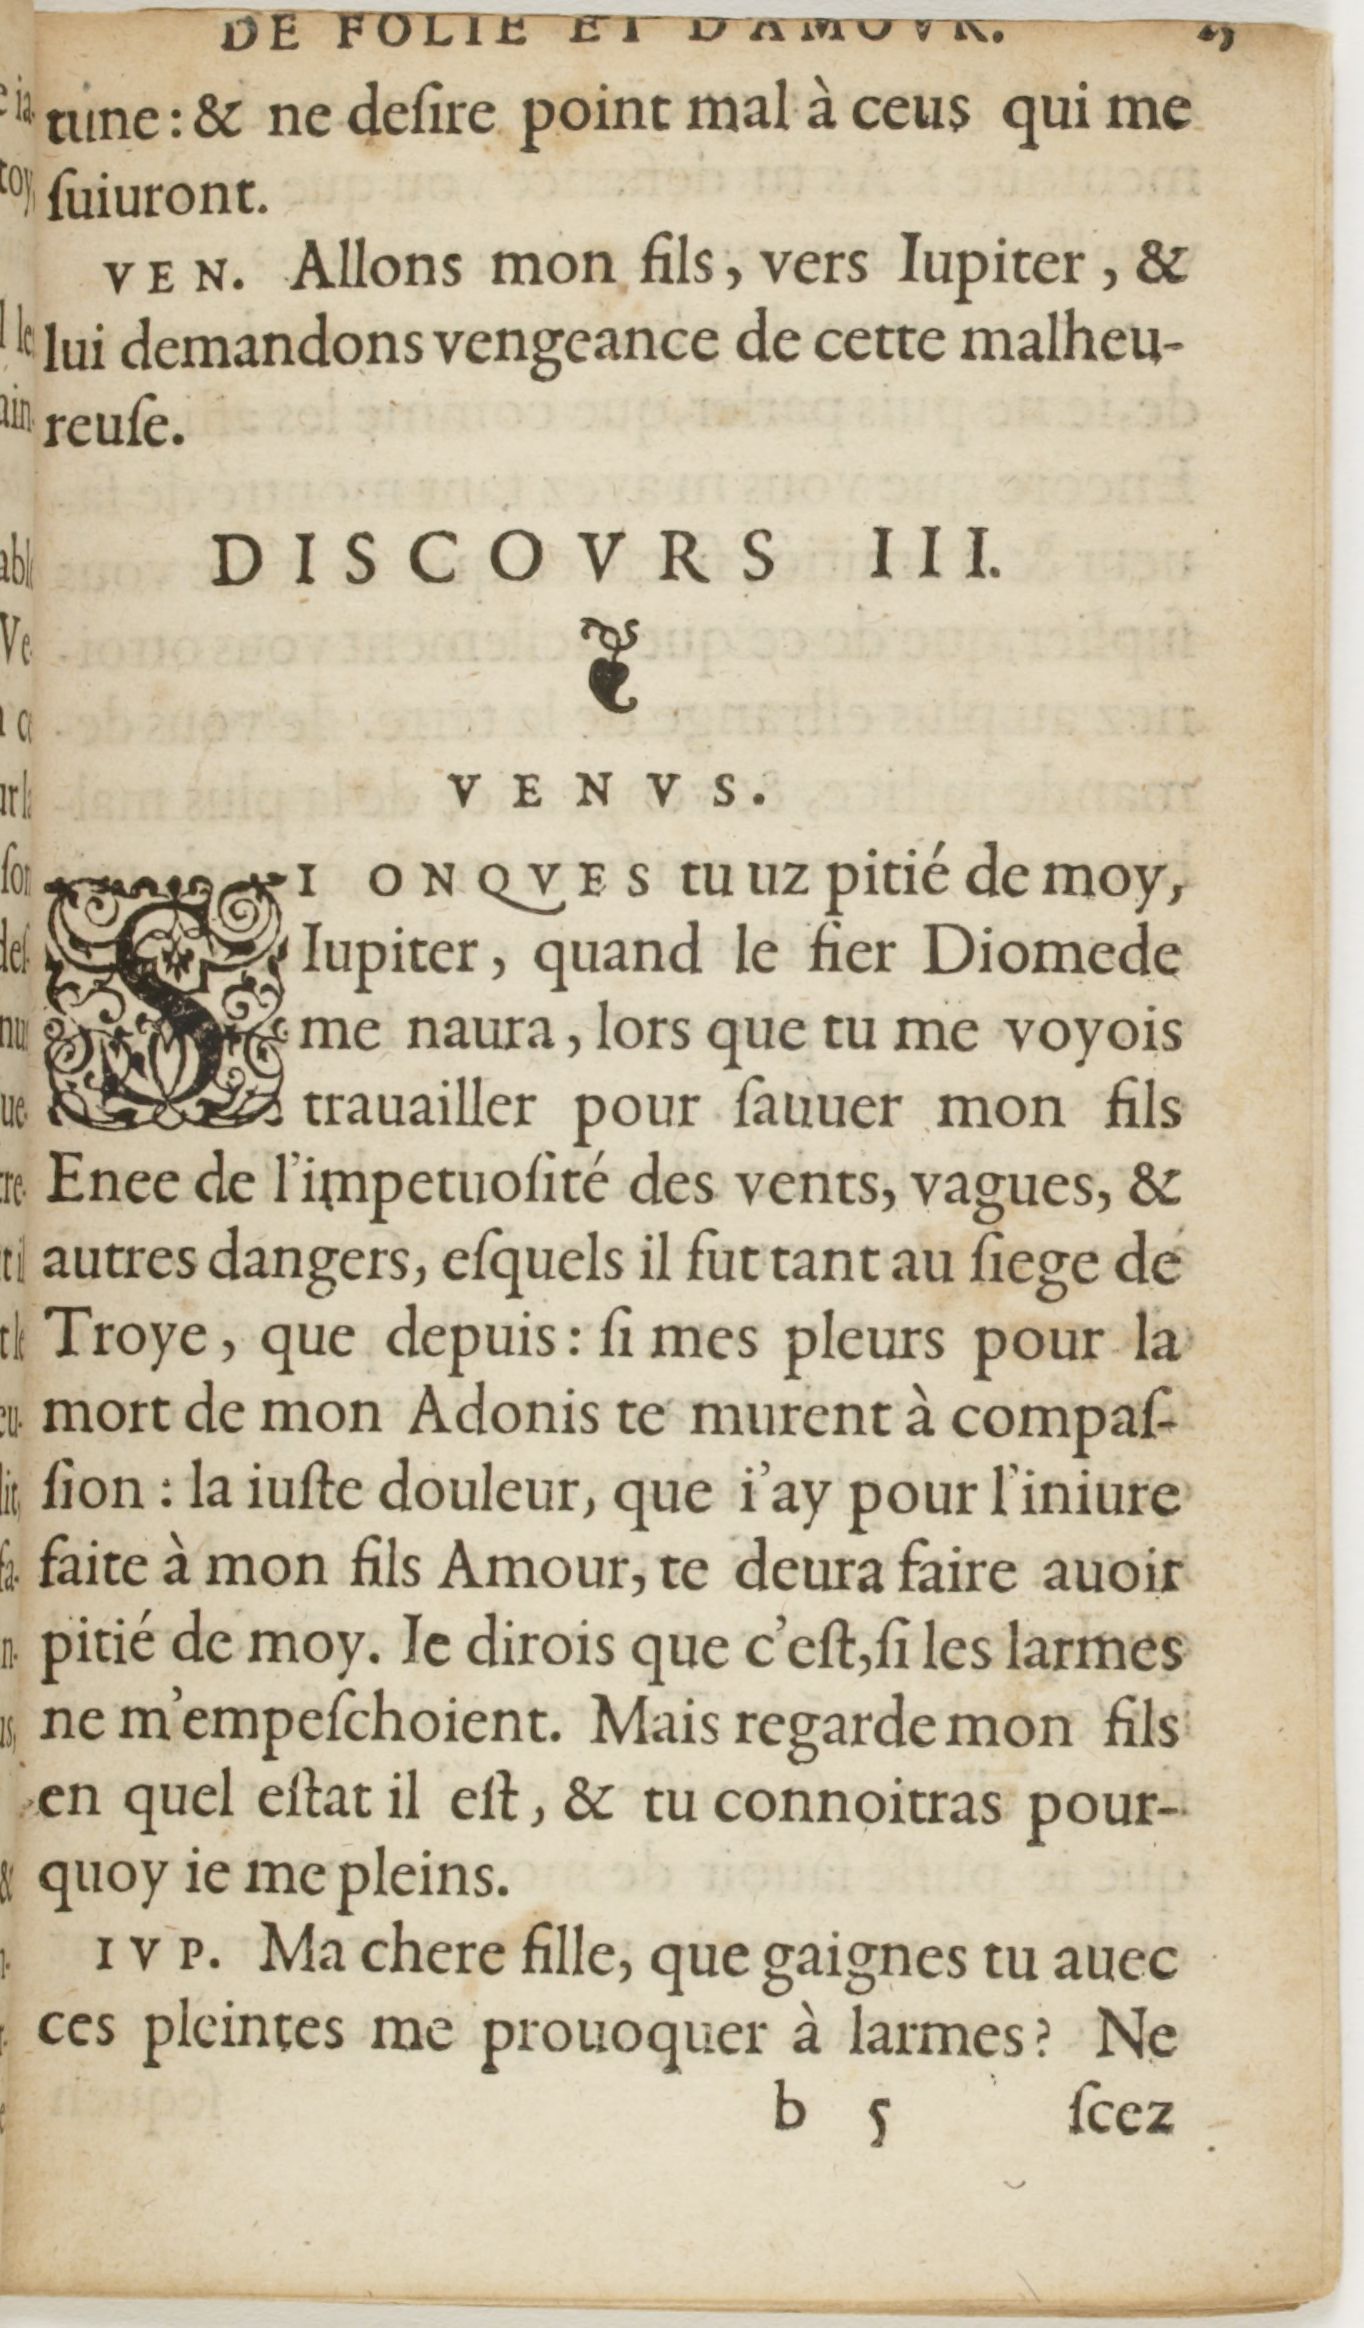 DE FOLIE ET D'AMOVR.
tune: & ne deſire point mal à ceus qui me
ſuiuront.
VEN. Allons mon fils, vers Iupiter, &
lui demandons vengeance de cette malheu-
reuſe.
DISCOVRS III.
VENVS.
SI ONQVES tu uz pitié de moy,
Iupiter, quand le fier Diomede
me naura, lors que tu me voyois
trauailler pour ſauuer mon fils
Enee de l'impetuoſité des vents, vagues, &
autres dangers, eſquels il fut tant au ſiege de
Troye, que depuis: ſi mes pleurs pour la
mort de mon Adonis te murent à compaſ-
ſion: la iuſte douleur, que i'ay pour l'iniure
faite à mon fils Amour, te deura faire auoir
pitié de moy. Ie dirois que c'eſt, ſi les larmes
ne m'empeſchoient. Mais regarde mon fils
en quel eſtat il eſt, & tu connoitras pour-
quoy ie me pleins.
IVP. Ma chere fille, que gaignes tu auec
ces pleintes me prouoquer à larmes? Ne
b 5 ſcez